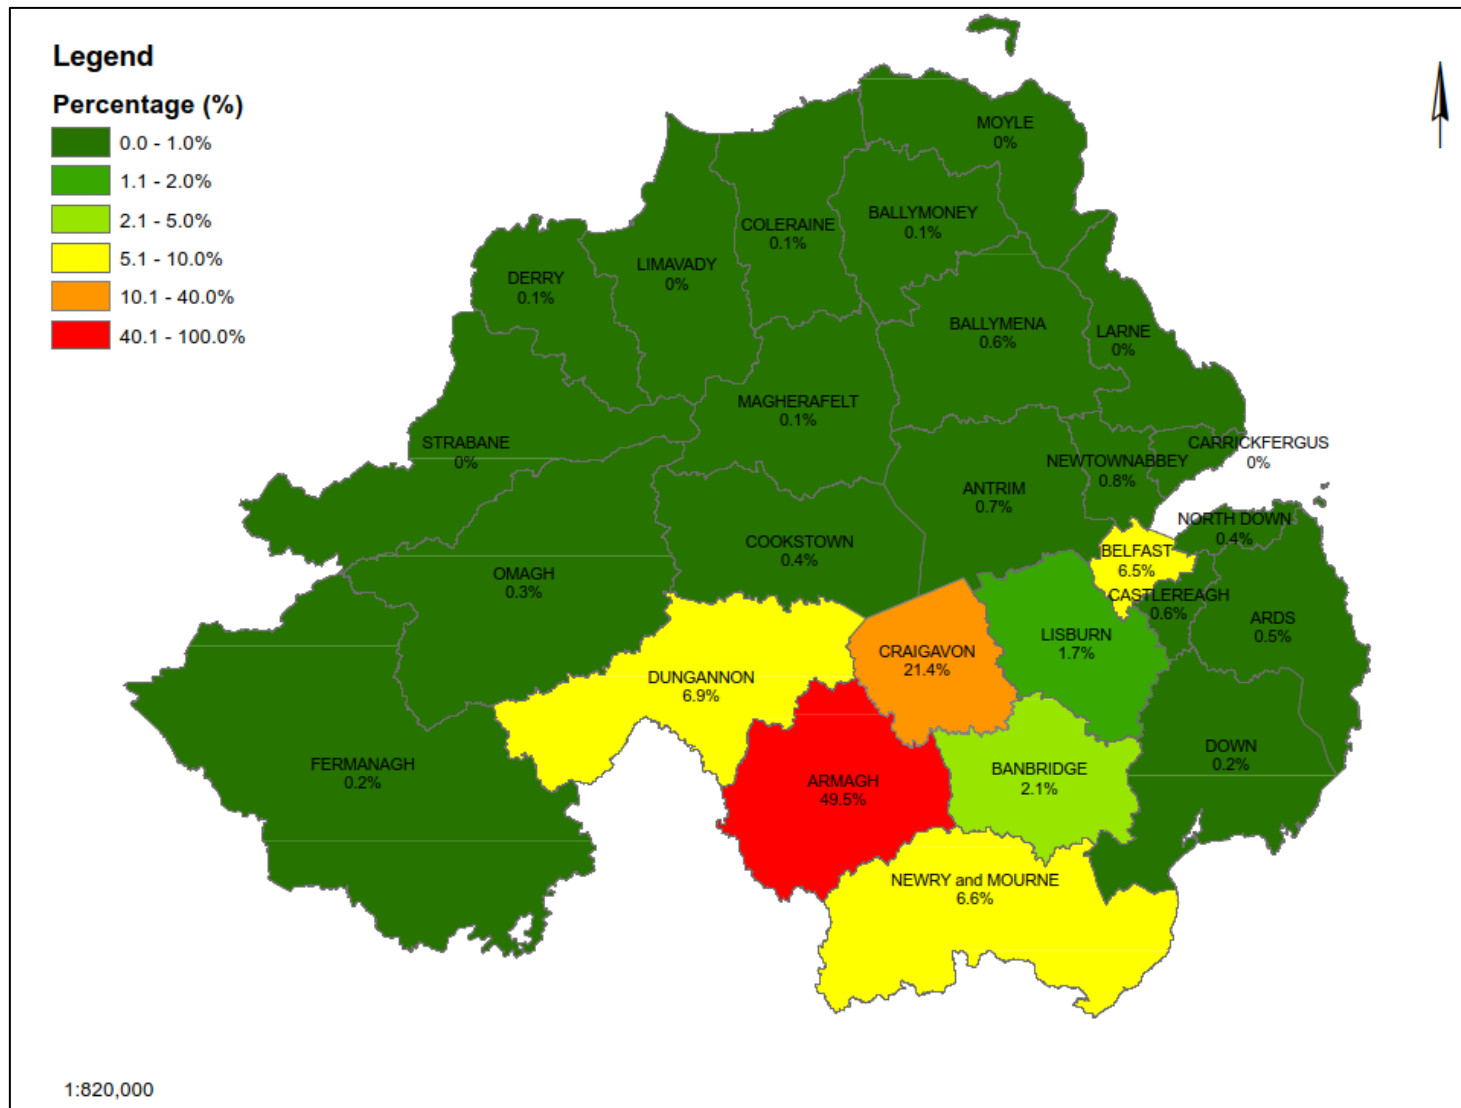 Legend
Percentage (%)
0.0 - 1.0%
1.1 - 2.0%
2.1 - 5.0%
5.1 - 10.0%
10.1 - 40.0%
40.1 - 100.0%
MOYLE
0%
COLERAINE
0.1%
BALLYMONEY
0.1%
LIMAVADY
0%
DERRY
0.1%
BALLYMENA
0.6%
LARNE
0%
MAGHERAFELT
0.1%
STRABANE
0%
CARRICKFERGUS
0%
NEWTOWNABBEY
0.8%
ANTRIM
0.7%
NORTH DOWN
0.4%
COOKSTOWN
0.4%
BELFAST
6.5%
OMAGH
0.3%
CASTLEREAGH
0.6%
ARDS
0.5%
LISBURN
1.7%
CRAIGAVON
21.4%
DUNGANNON
6.9%
DOWN
0.2%
FERMANAGH
0.2%
BANBRIDGE
2.1%
ARMAGH
49.5%
NEWRY and MOURNE
6.6%
1:820,000